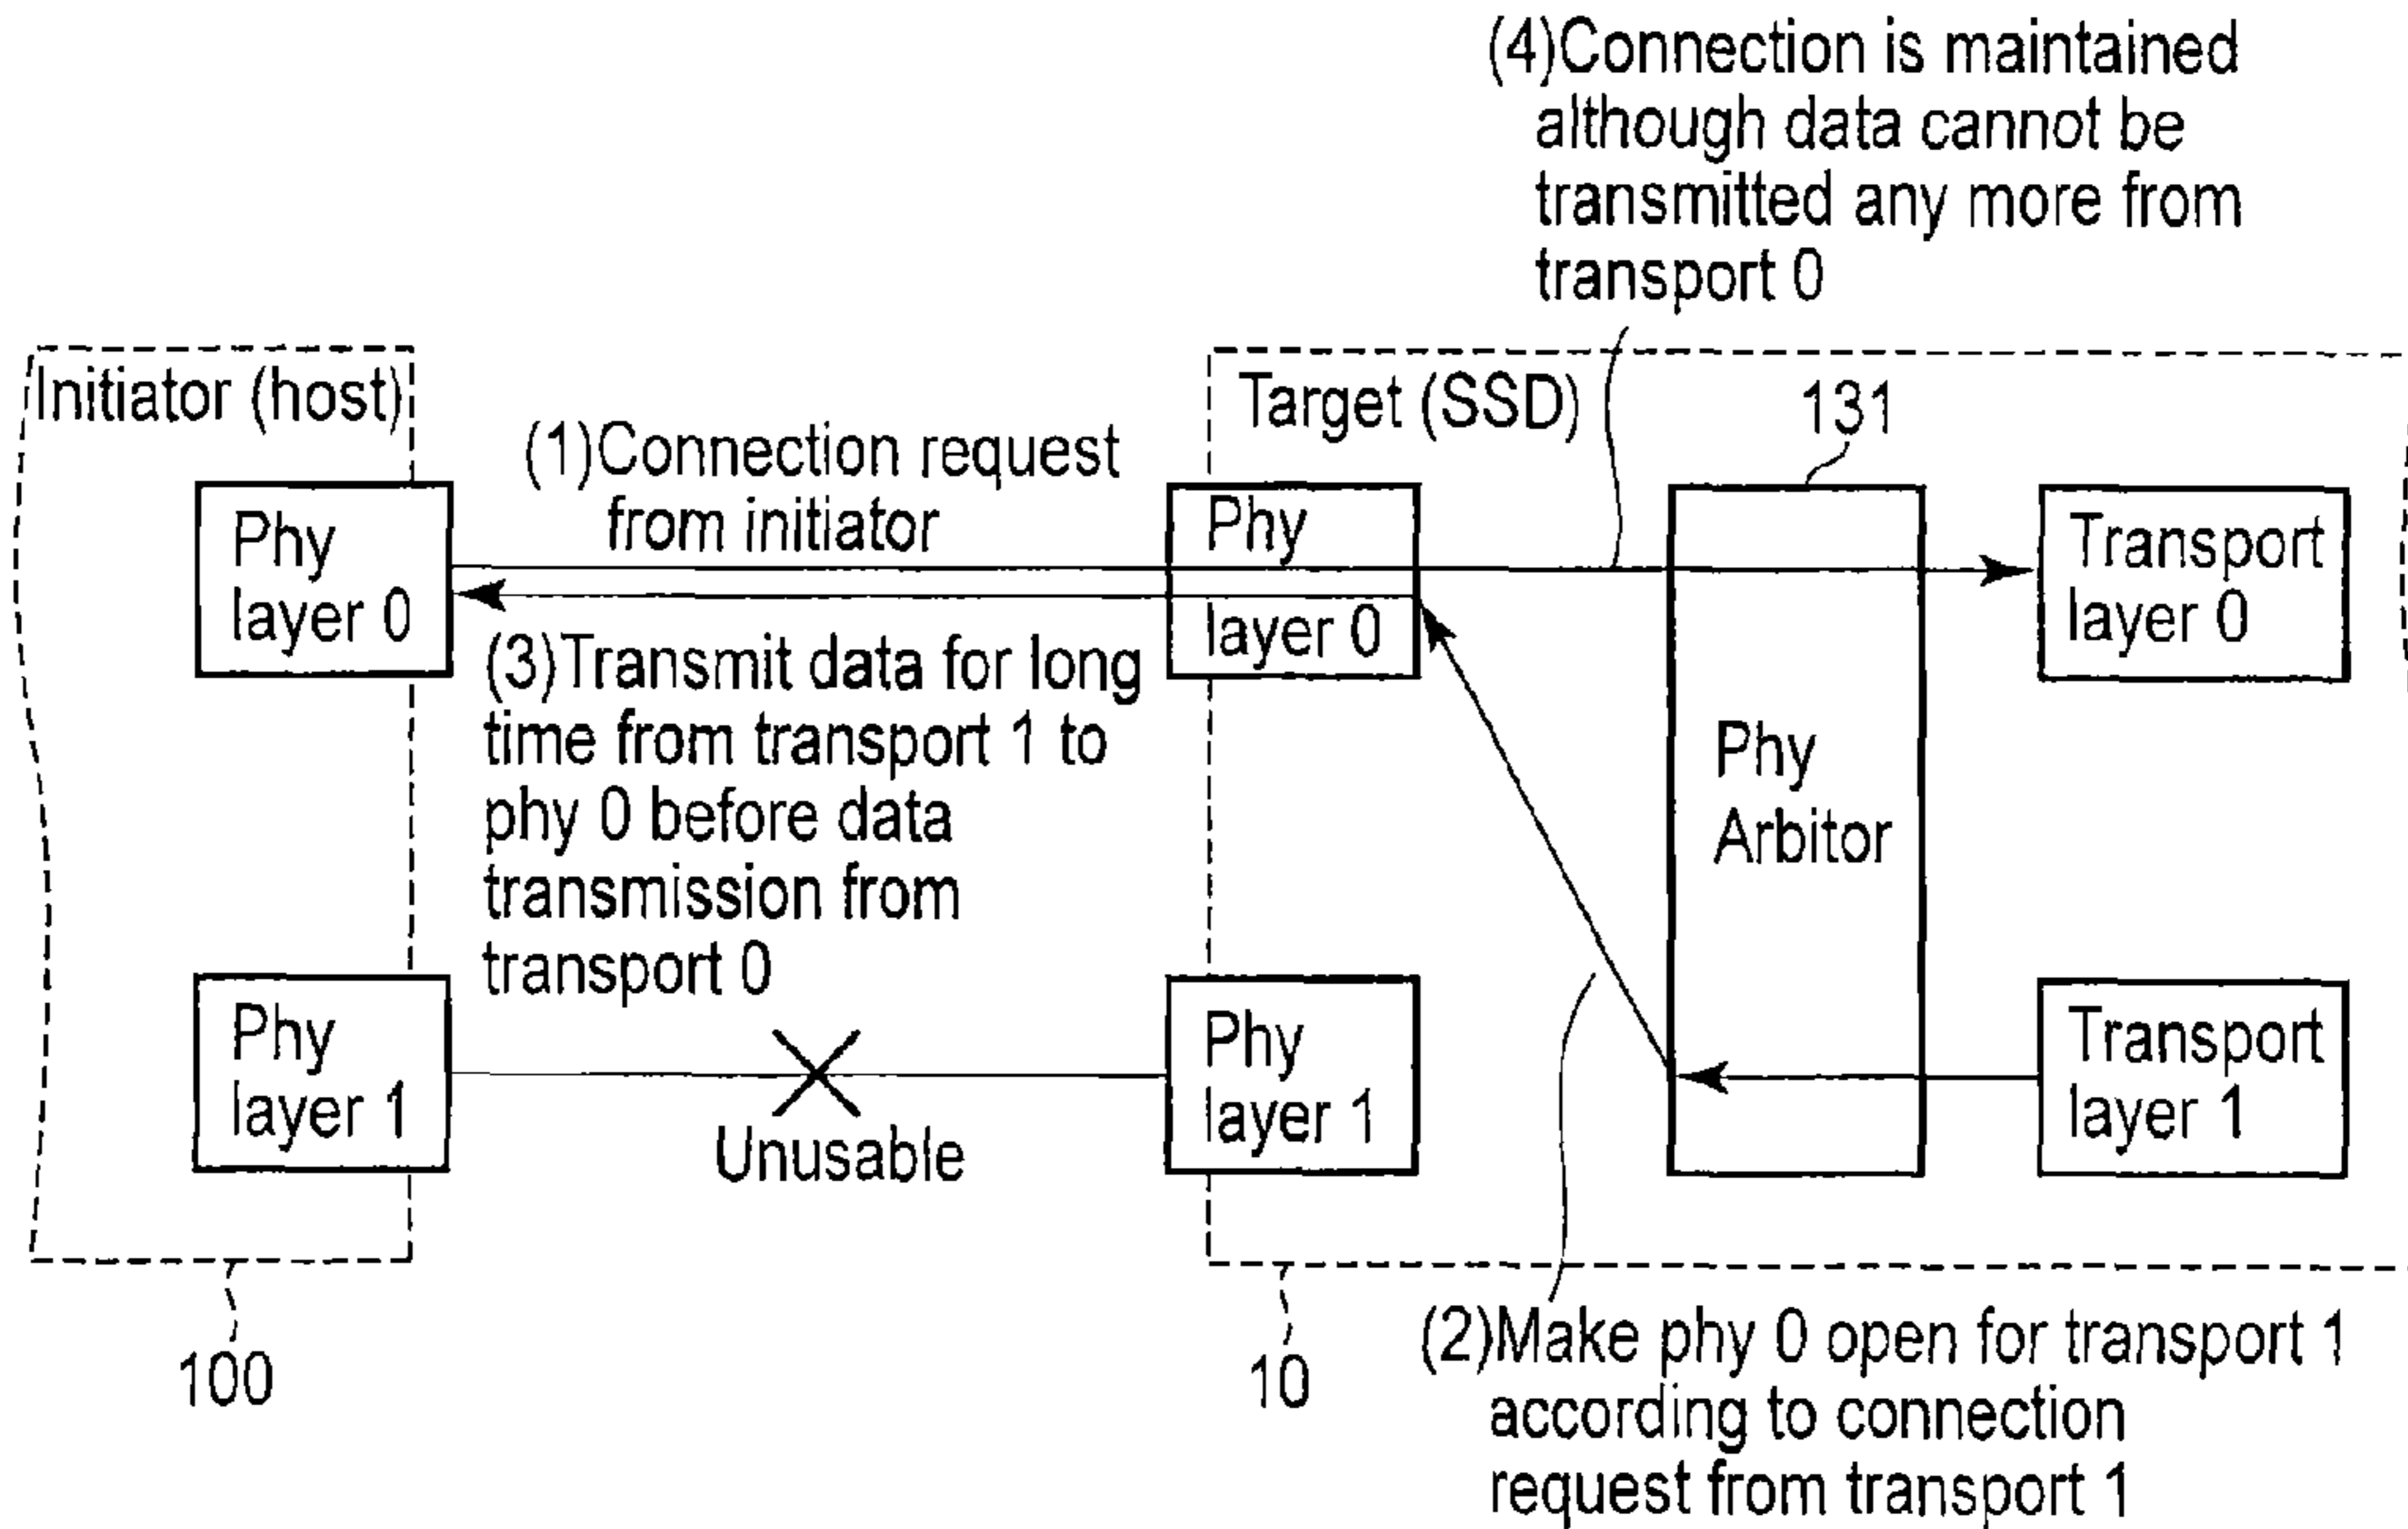 (4)Connection is maintained
although data cannot be
transmitted any more from
transport 0
Initiator (host)
Target (SSD)
131
(1)Connection request
from initiator
Phy
layer 0
Phy
layer 0
Transport
layer 0
(3)Transmit data for long
time from transport 1 to
phy 0 before data
transmission from
transport 0
Phy
Arbitor
Phy
layer 1
Unusable
Phy
layer 1
Transport
layer 1
100
10
(2)Make phy 0 open for transport 1
according to connection
request from transport 1